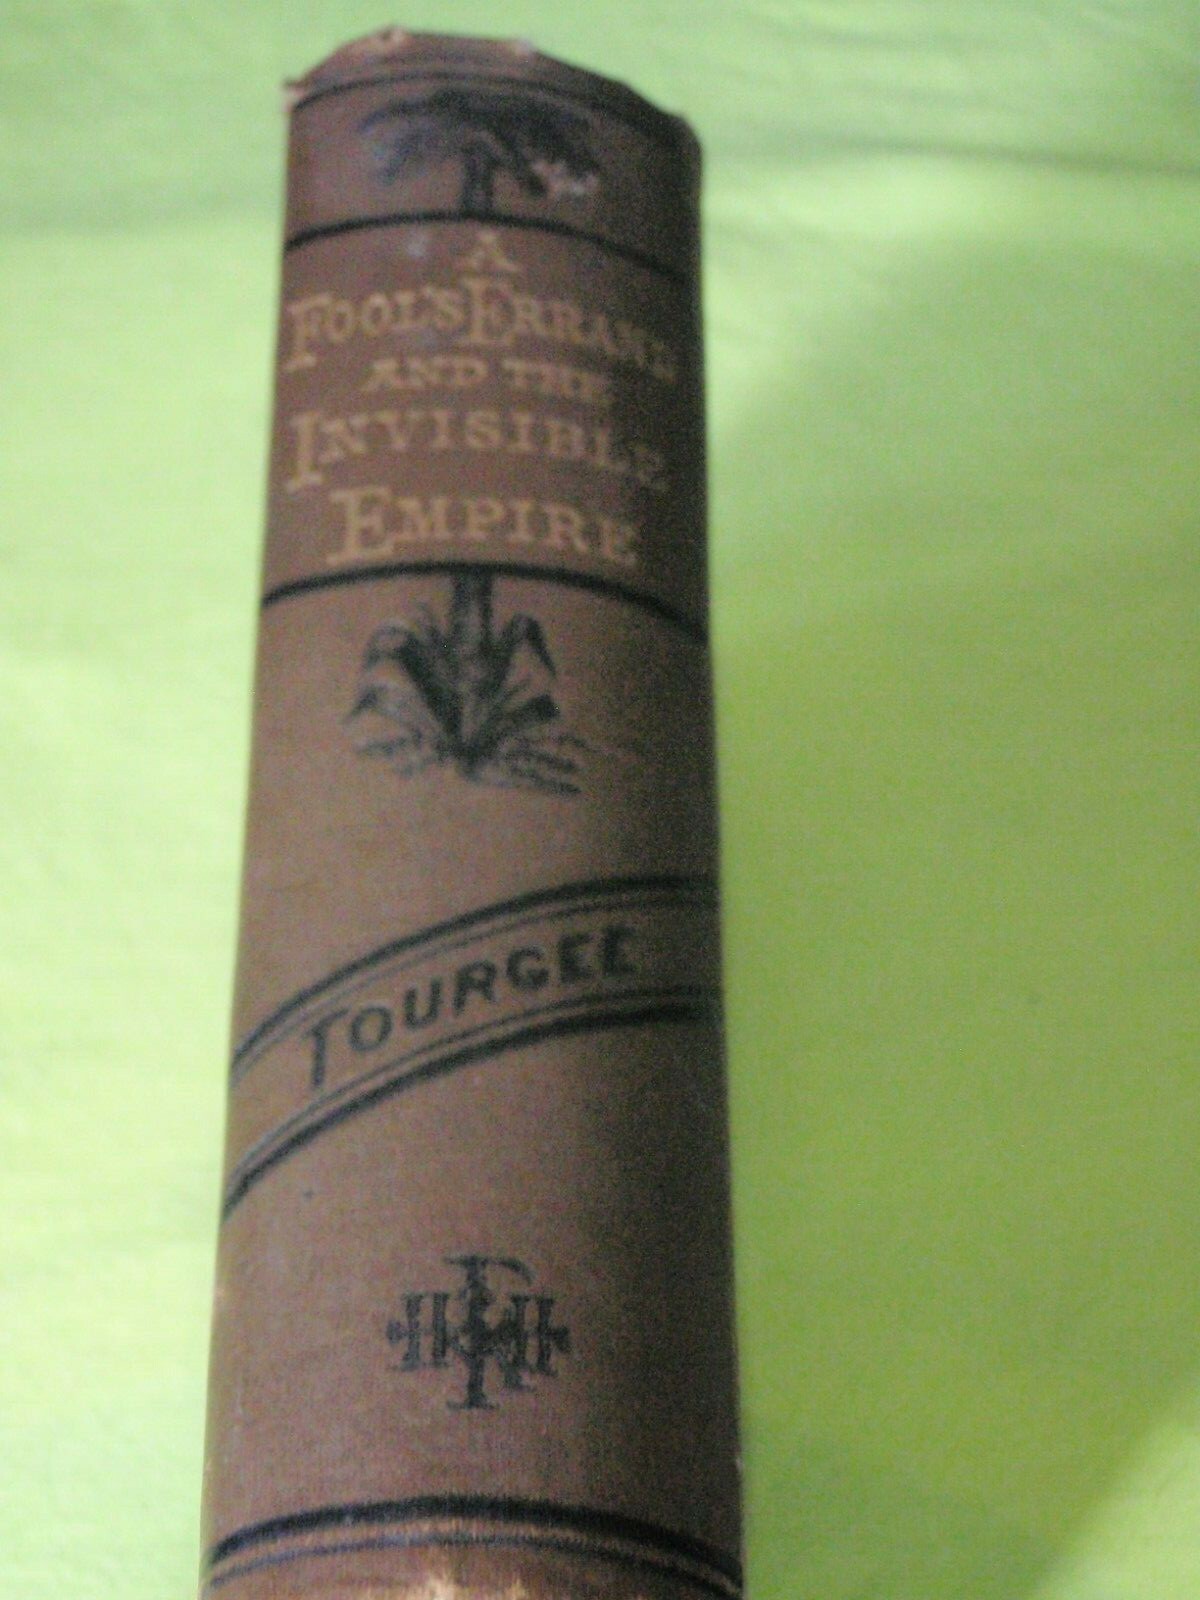 A
FOOL'S ERRAND
AND THE
INVISIBLE
EMPIRE
TOURGEE